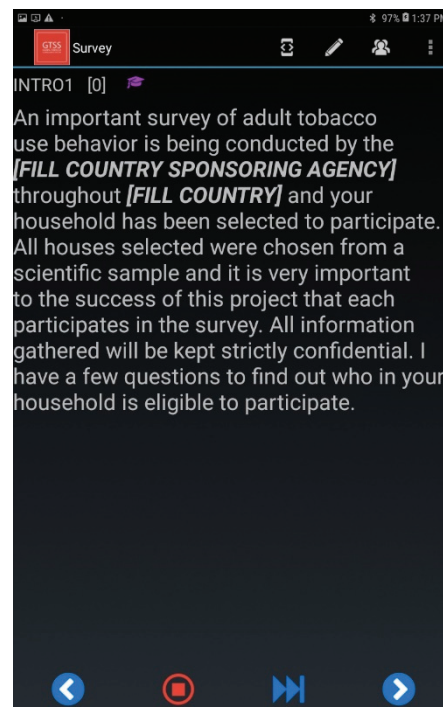 97% 1:37 PM
GTSS Survey
INTRO1 [0]
An important survey of adult tobacco
use behavior is being conducted by the
[FILL COUNTRY SPONSORING AGENCY]
throughout [FILL COUNTRY] and your
household has been selected to participate.
All houses selected were chosen from a
scientific sample and it is very important
to the success of this project that each
participates in the survey. All information
gathered will be kept strictly confidential. I
have a few questions to find out who in your
household is eligible to participate.